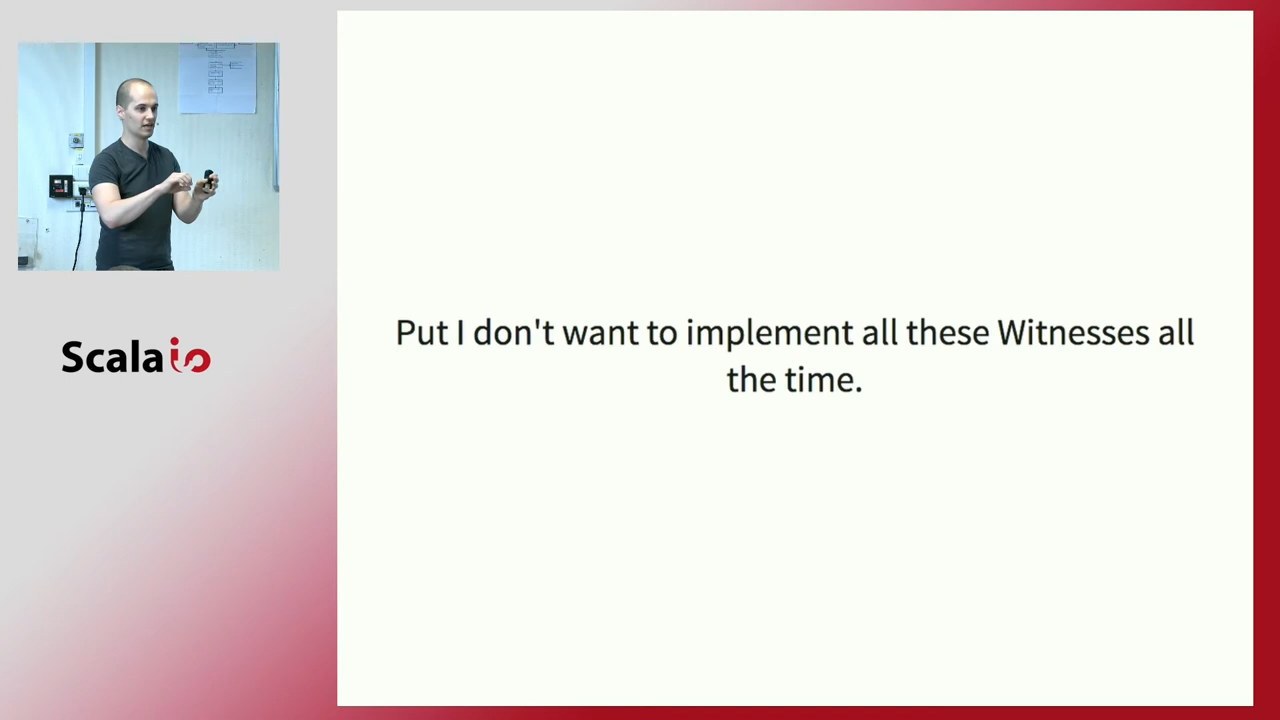 Scala io
Put I don't want to implement all these Witnesses all
the time.